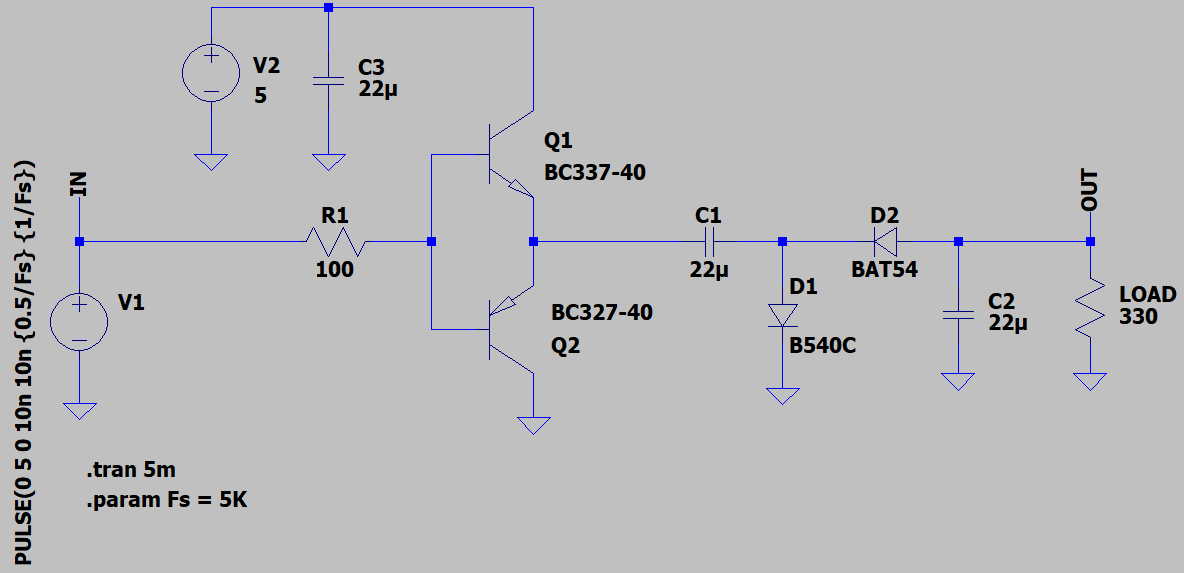 V2
5
C3
22µ
Q1
BC337-40
IN
R1
100
C1
22µ
D2
BAT54
OUT
V1
BC327-40
Q2
D1
B540C
C2
22µ
LOAD
330
PULSE(0 5 0 10n 10n {0.5/Fs} {1/Fs})
.tran 5m
.param Fs = 5K